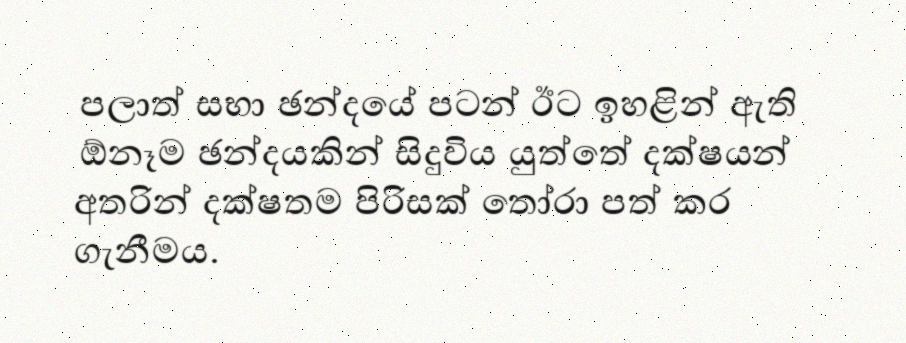 පලාත් සභා ඡන්දයේ පටන් ඊට ඉහළින් ඇති
ඕනෑම ඡන්දයකින් සිදුවිය යුත්තේ දක්ෂයන්
අතරින් දක්ෂතම පිරිසක් තෝරා පත් කර
ගැනීමය.